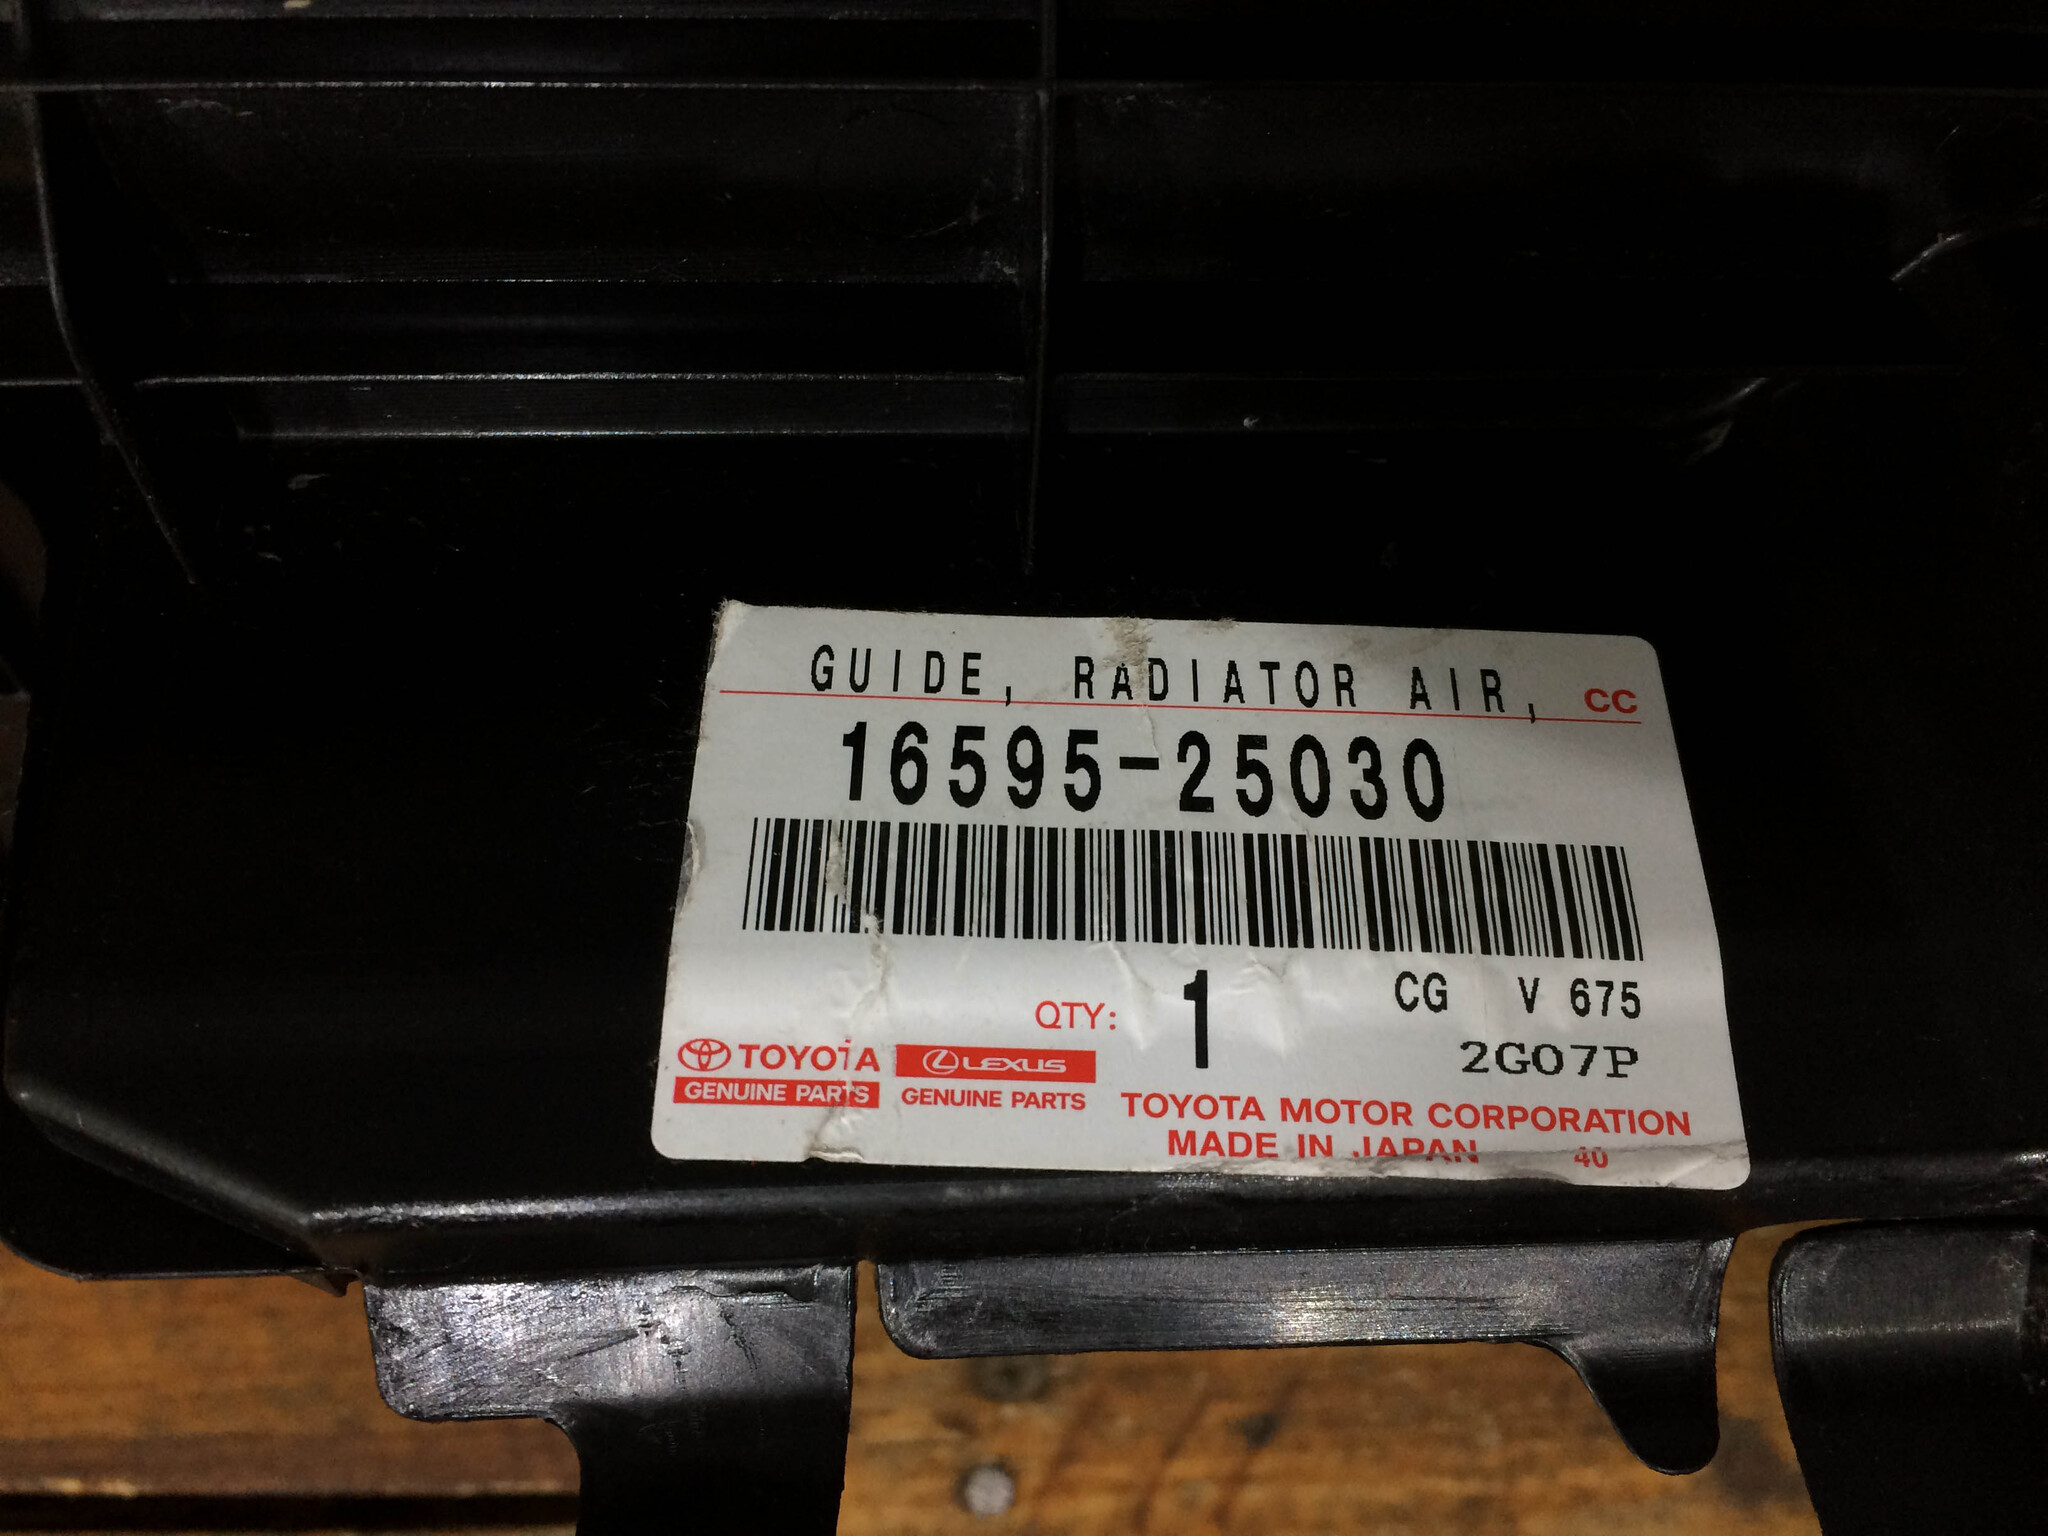 GUIDE, RADIATOR AIR, CC
16595-25030
QTY: 1 CG V 675
2G07P
TOYOTA
GENUINE PARTS
LEXUS
GENUINE PARTS
TOYOTA MOTOR CORPORATION
MADE IN JAPAN 40